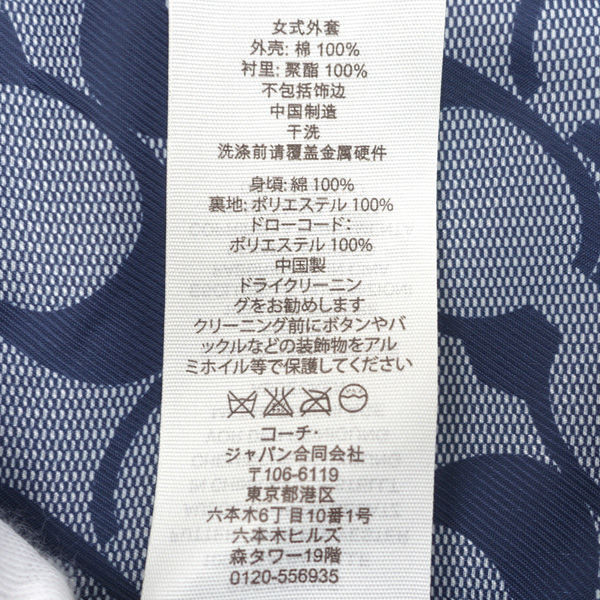 女式外套
外壳: 棉 100%
衬里: 聚酯 100%
不包括饰边
中国制造
干洗
洗涤前请覆盖金属硬件
身頃: 綿 100%
裏地: ポリエステル 100%
ドローコード:
ポリエステル 100%
中国製
ドライクリーニン
グをお勧めします
クリーニング前にボタンやバ
ックルなどの装飾物をアル
ミホイル等で保護してください
コーチ・
ジャパン合同会社
〒106-6119
東京都港区
六本木6丁目10番1号
六本木ヒルズ
森タワー19階
0120-556935